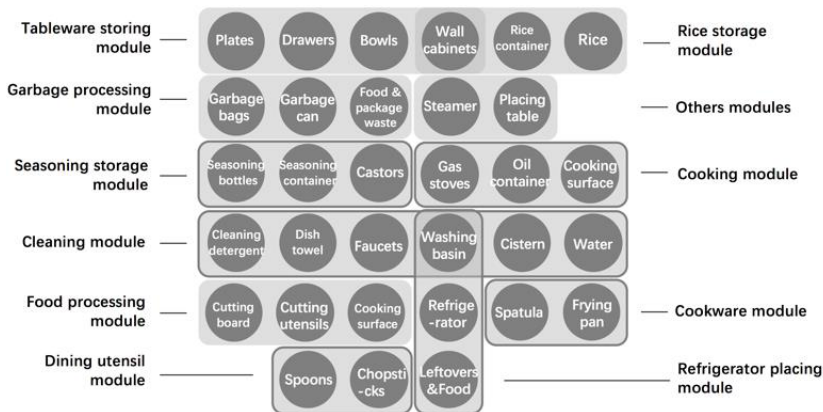 Tableware storing
module
Plates
Drawers
Bowls
Wall
cabinets
Rice
container
Rice
Rice storage
module
Garbage processing
module
Garbage
bags
Garbage
can
Food &
package
waste
Steamer
Placing
table
Others modules
Seasoning storage
module
Seasoning
bottles
Seasoning
container
Castors
Gas
stoves
Oil
container
Cooking
surface
Cooking module
Cleaning module
Cleaning
detergent
Dish
towel
Faucets
Washing
basin
Cistern
Water
Food processing
module
Cutting
board
Cutting
utensils
Cooking
surface
Refrige
-rator
Spatula
Frying
pan
Cookware module
Dining utensil
module
Spoons
Chopsti
-cks
Leftovers
&Food
Refrigerator placing
module